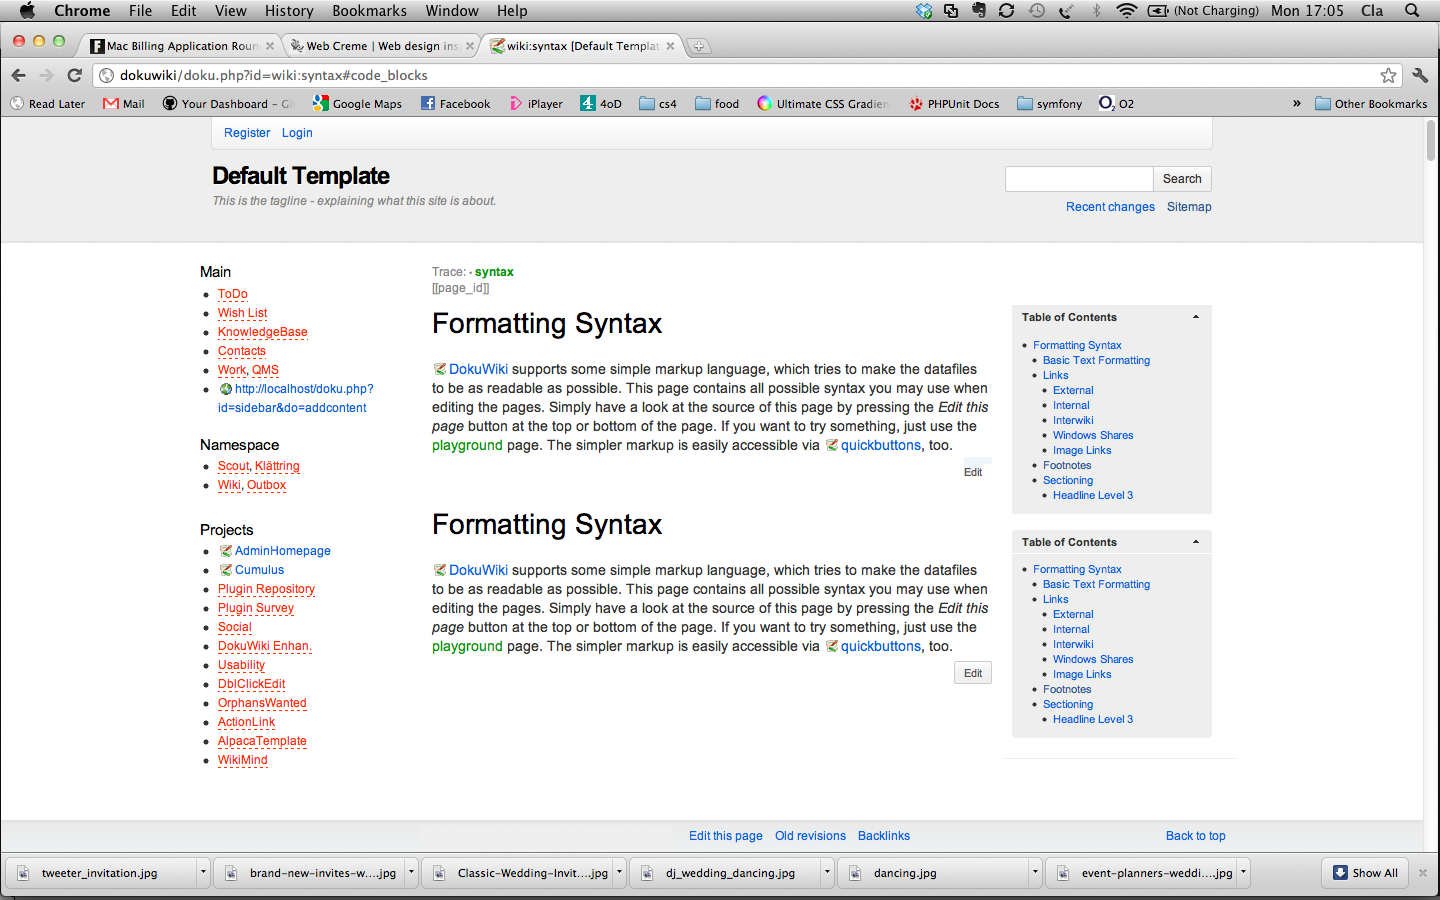 Chrome File Edit View History Bookmarks Window Help (Not Charging) Mon 17:05 Cla
Mac Billing Application Roun
Web Creme | Web design ins
wiki:syntax [Default Templat
dokuwiki/doku.php?id=wiki:syntax#code_blocks
Read Later Mail Your Dashboard - Gi Google Maps Facebook iPlayer 4oD cs4 food Ultimate CSS Gradien PHPUnit Docs symfony O2 » Other Bookmarks
Register Login
Default Template
This is the tagline - explaining what this site is about.
Search
Recent changes Sitemap
Main
ToDo
Wish List
KnowledgeBase
Contacts
Work, QMS
http://localhost/doku.php?
id=sidebar&do=addcontent
Namespace
Scout, Klättring
Wiki, Outbox
Projects
AdminHomepage
Cumulus
Plugin Repository
Plugin Survey
Social
DokuWiki Enhan.
Usability
DblClickEdit
OrphansWanted
ActionLink
AlpacaTemplate
WikiMind
Trace: • syntax
[[page_id]]
Formatting Syntax
DokuWiki supports some simple markup language, which tries to make the datafiles
to be as readable as possible. This page contains all possible syntax you may use when
editing the pages. Simply have a look at the source of this page by pressing the Edit this
page button at the top or bottom of the page. If you want to try something, just use the
playground page. The simpler markup is easily accessible via quickbuttons, too.
Edit
Formatting Syntax
DokuWiki supports some simple markup language, which tries to make the datafiles
to be as readable as possible. This page contains all possible syntax you may use when
editing the pages. Simply have a look at the source of this page by pressing the Edit this
page button at the top or bottom of the page. If you want to try something, just use the
playground page. The simpler markup is easily accessible via quickbuttons, too.
Edit
Table of Contents
Formatting Syntax
Basic Text Formatting
Links
External
Internal
Interwiki
Windows Shares
Image Links
Footnotes
Sectioning
Headline Level 3
Table of Contents
Formatting Syntax
Basic Text Formatting
Links
External
Internal
Interwiki
Windows Shares
Image Links
Footnotes
Sectioning
Headline Level 3
Edit this page Old revisions Backlinks Back to top
tweeter_invitation.jpg brand-new-invites-w....jpg Classic-Wedding-Invit....jpg dj_wedding_dancing.jpg dancing.jpg event-planners-weddi....jpg Show All